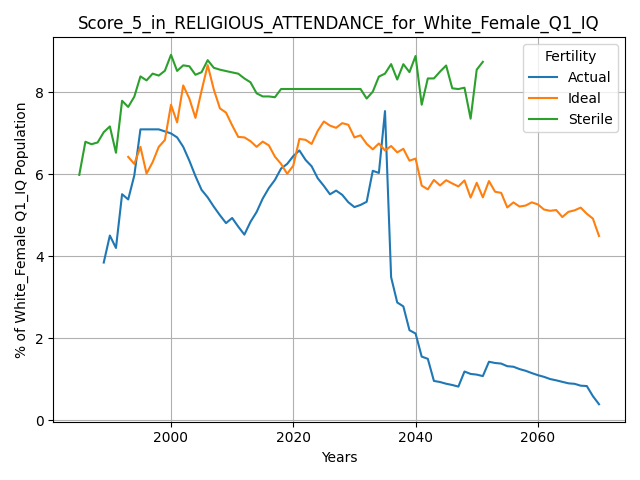 Score_5_in_RELIGIOUS_ATTENDANCE_for_White_Female_Q1_IQ
Fertility
Actual
Ideal
Sterile
% of White_Female Q1_IQ Population
8
6
4
2
0
2000
2020
2040
2060
Years